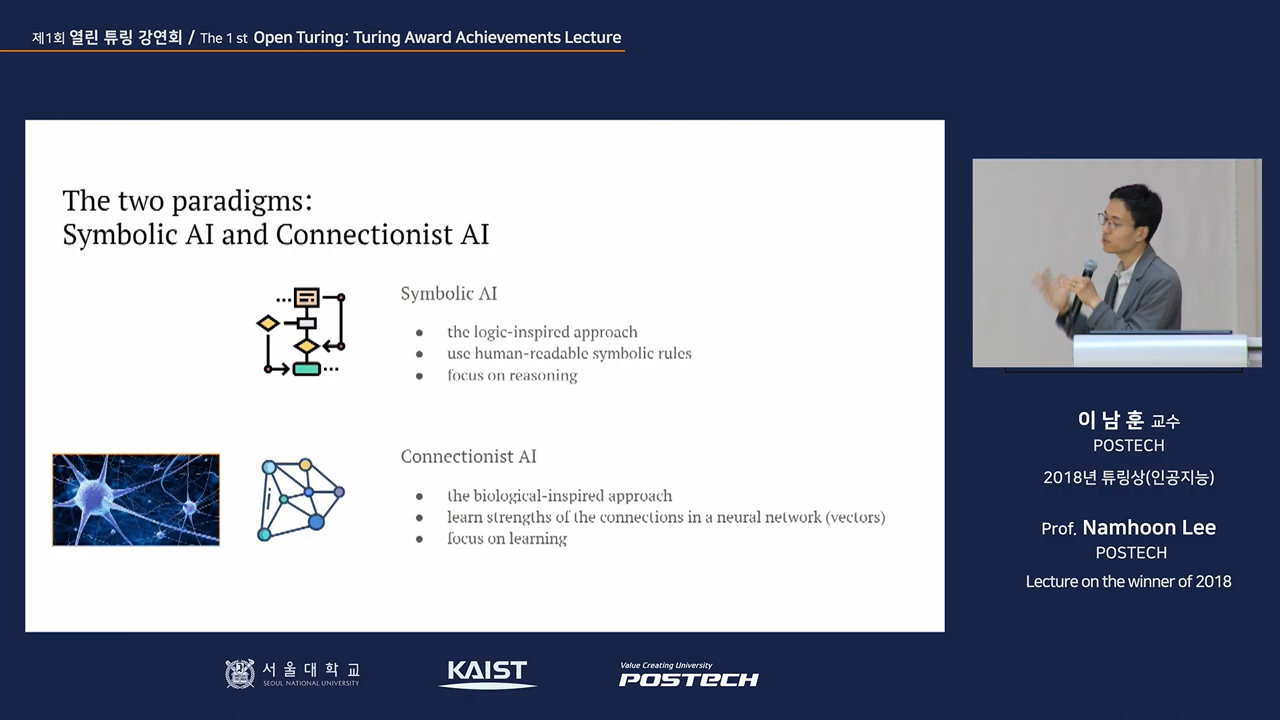 제1회 열린 튜링 강연회 / The 1 st Open Turing: Turing Award Achievements Lecture
The two paradigms:
Symbolic AI and Connectionist AI
Symbolic AI
● the logic-inspired approach
● use human-readable symbolic rules
● focus on reasoning
Connectionist AI
● the biological-inspired approach
● learn strengths of the connections in a neural network (vectors)
● focus on learning
이남훈 교수
POSTECH
2018년 튜링상(인공지능)
Prof. Namhoon Lee
POSTECH
Lecture on the winner of 2018
서울대학교
SEOUL NATIONAL UNIVERSITY
KAIST
Value Creating University
POSTECH